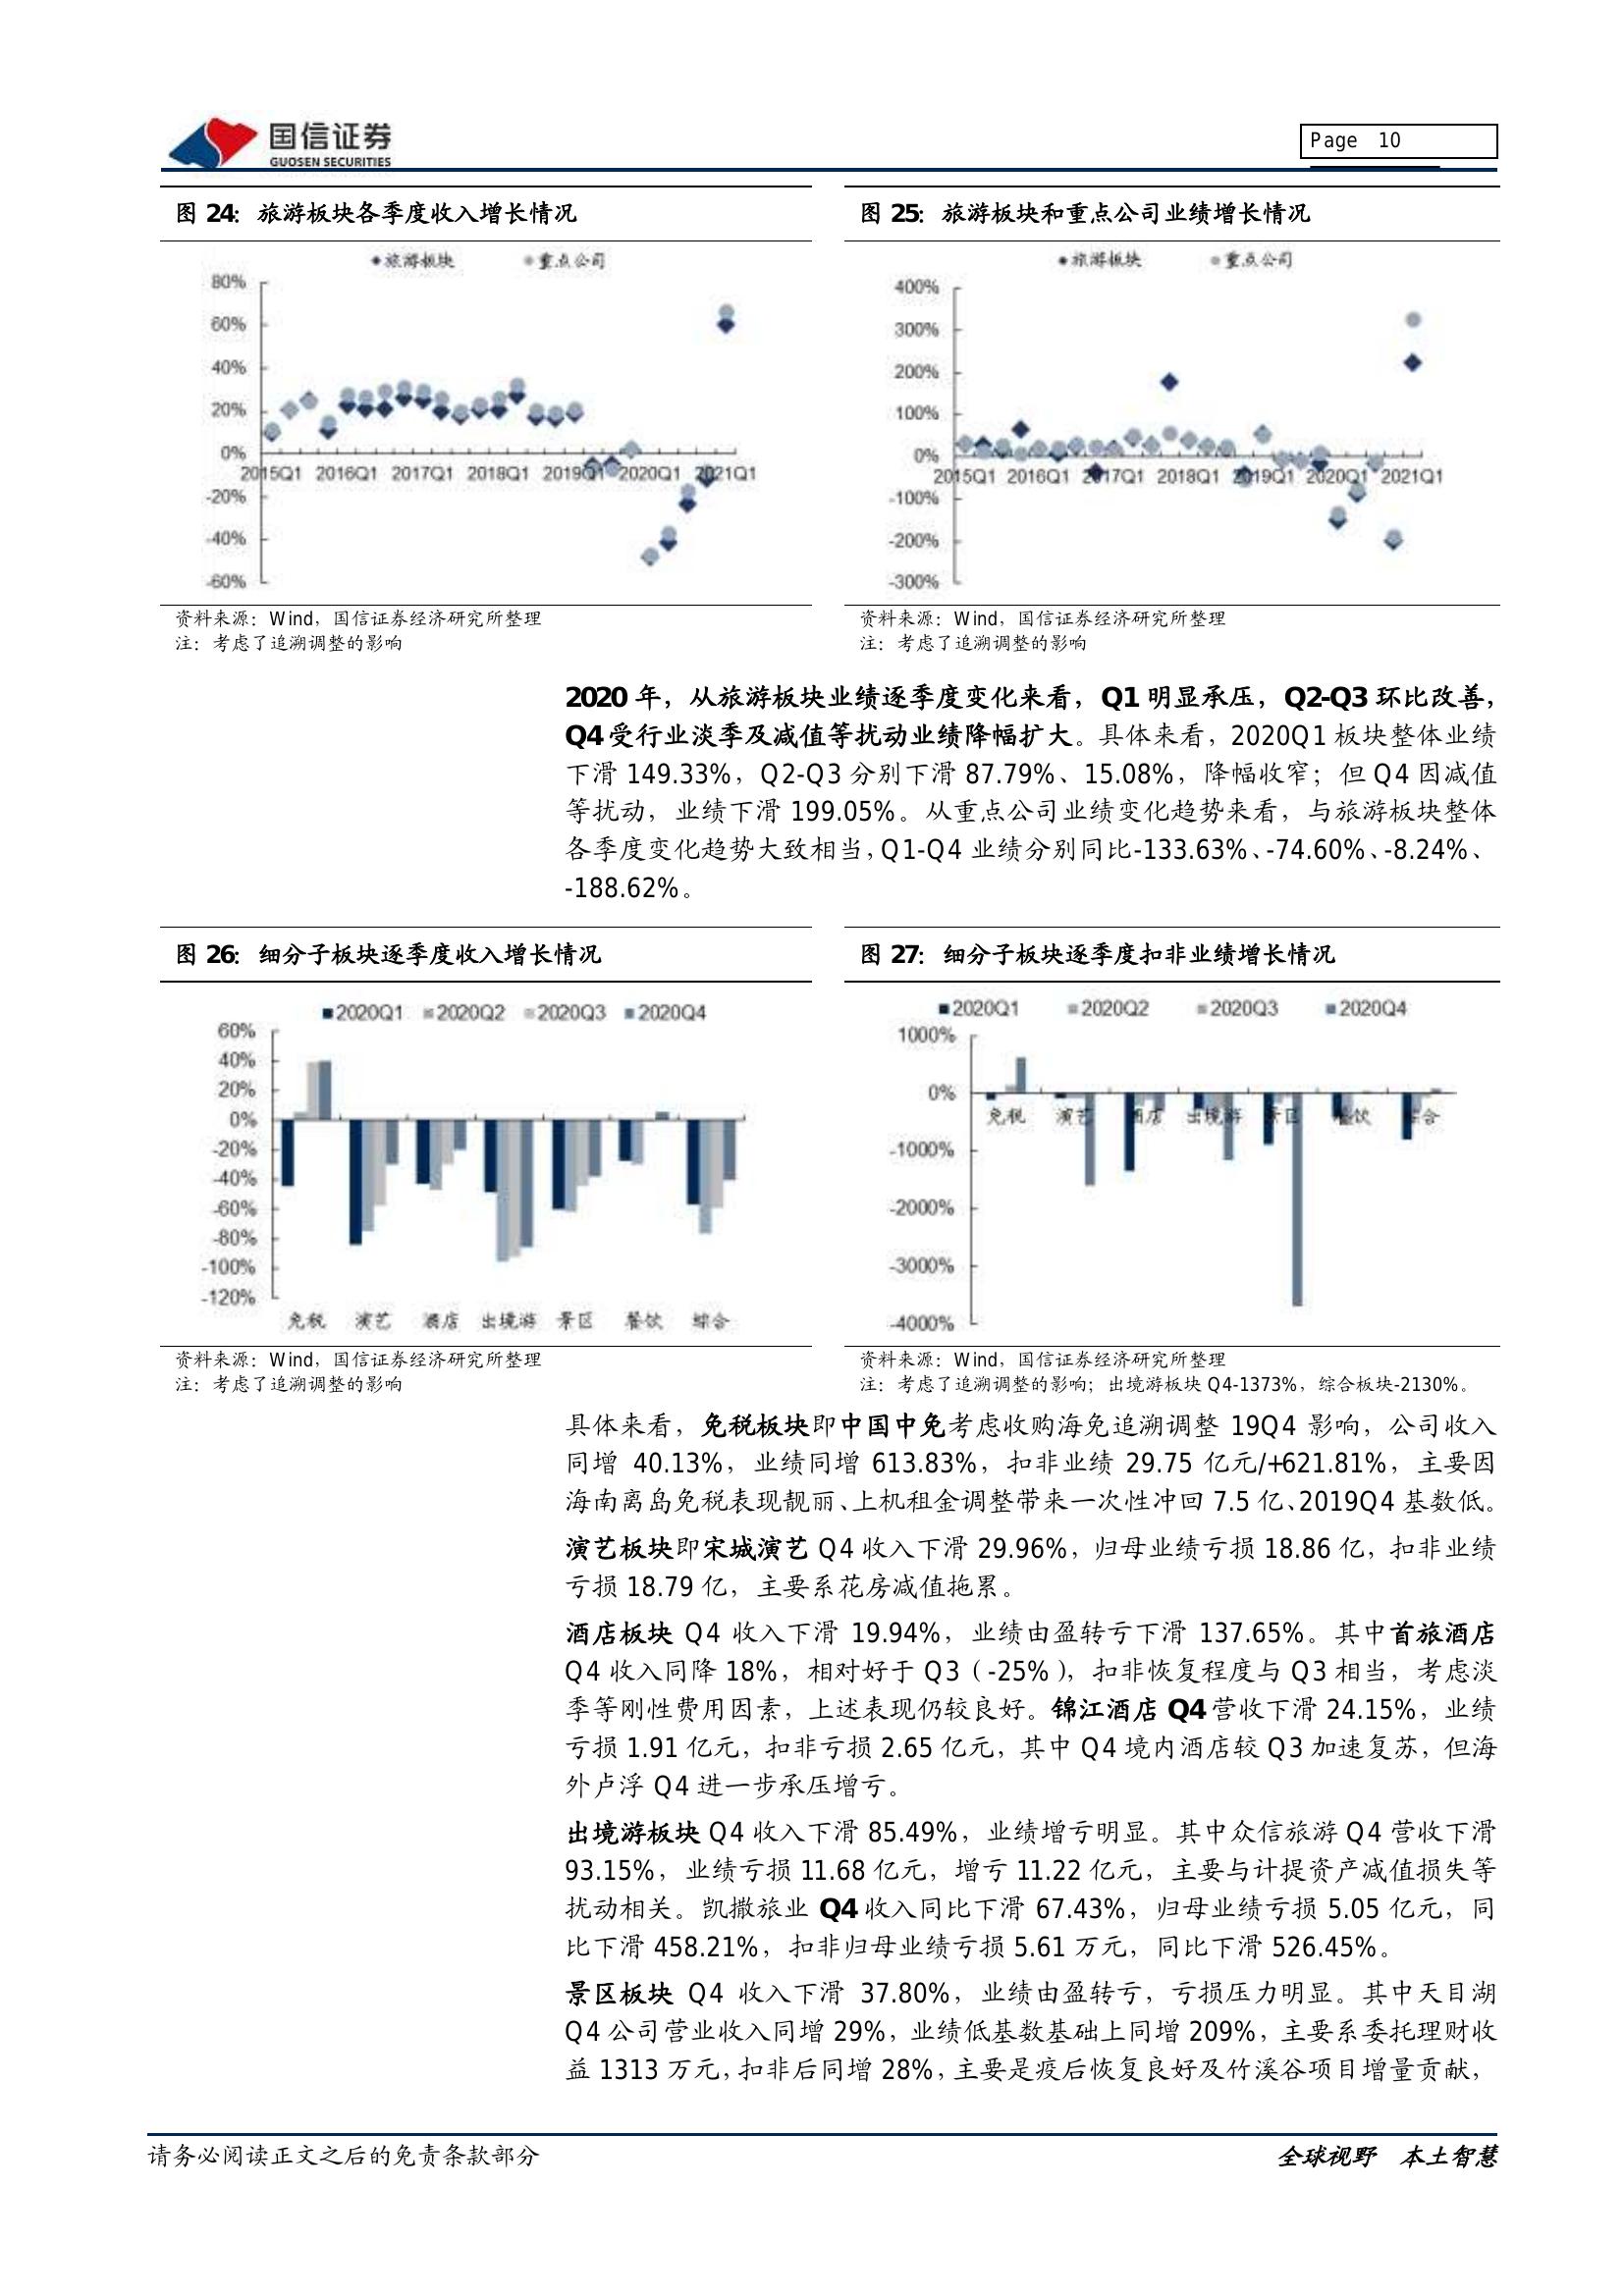 国信证券
GUOSEN SECURITIES
Page 10
图 24：旅游板块各季度收入增长情况
旅游板块 重点公司
80%
60%
40%
20%
0%
-20%
-40%
-60%
2015Q1 2016Q1 2017Q1 2018Q1 2019Q1 2020Q1 2021Q1
资料来源：Wind，国信证券经济研究所整理
注：考虑了追溯调整的影响
图 25：旅游板块和重点公司业绩增长情况
旅游板块 重点公司
400%
300%
200%
100%
0%
-100%
-200%
-300%
2015Q1 2016Q1 2017Q1 2018Q1 2019Q1 2020Q1 2021Q1
资料来源：Wind，国信证券经济研究所整理
注：考虑了追溯调整的影响
2020 年，从旅游板块业绩逐季度变化来看，Q1 明显承压，Q2-Q3 环比改善，
Q4 受行业淡季及减值等扰动业绩降幅扩大。具体来看，2020Q1 板块整体业绩
下滑 149.33%，Q2-Q3 分别下滑 87.79%、15.08%，降幅收窄；但 Q4 因减值
等扰动，业绩下滑 199.05%。从重点公司业绩变化趋势来看，与旅游板块整体
各季度变化趋势大致相当，Q1-Q4 业绩分别同比-133.63%、-74.60%、-8.24%、
-188.62%。
图 26：细分子板块逐季度收入增长情况
2020Q1 2020Q2 2020Q3 2020Q4
60%
40%
20%
0%
-20%
-40%
-60%
-80%
-100%
-120%
免税 演艺 酒店 出境游 景区 餐饮 综合
资料来源：Wind，国信证券经济研究所整理
注：考虑了追溯调整的影响
图 27：细分子板块逐季度扣非业绩增长情况
2020Q1 2020Q2 2020Q3 2020Q4
1000%
0%
-1000%
-2000%
-3000%
-4000%
免税 演艺 酒店 出境游 景区 餐饮 综合
资料来源：Wind，国信证券经济研究所整理
注：考虑了追溯调整的影响；出境游板块 Q4-1373%，综合板块-2130%。
具体来看，免税板块即中国中免考虑收购海免追溯调整 19Q4 影响，公司收入
同增 40.13%，业绩同增 613.83%，扣非业绩 29.75 亿元/+621.81%，主要因
海南离岛免税表现靓丽、上机租金调整带来一次性冲回 7.5 亿、2019Q4 基数低。
演艺板块即宋城演艺 Q4 收入下滑 29.96%，归母业绩亏损 18.86 亿，扣非业绩
亏损 18.79 亿，主要系花房减值拖累。
酒店板块 Q4 收入下滑 19.94%，业绩由盈转亏下滑 137.65%。其中首旅酒店
Q4 收入同降 18%，相对好于 Q3（-25%），扣非恢复程度与 Q3 相当，考虑淡
季等刚性费用因素，上述表现仍较良好。锦江酒店 Q4 营收下滑 24.15%，业绩
亏损 1.91 亿元，扣非亏损 2.65 亿元，其中 Q4 境内酒店较 Q3 加速复苏，但海
外卢浮 Q4 进一步承压增亏。
出境游板块 Q4 收入下滑 85.49%，业绩增亏明显。其中众信旅游 Q4 营收下滑
93.15%，业绩亏损 11.68 亿元，增亏 11.22 亿元，主要与计提资产减值损失等
扰动相关。凯撒旅业 Q4 收入同比下滑 67.43%，归母业绩亏损 5.05 亿元，同
比下滑 458.21%，扣非归母业绩亏损 5.61 万元，同比下滑 526.45%。
景区板块 Q4 收入下滑 37.80%，业绩由盈转亏，亏损压力明显。其中天目湖
Q4 公司营业收入同增 29%，业绩低基数基础上同增 209%，主要系委托理财收
益 1313 万元，扣非后同增 28%，主要是疫后恢复良好及竹溪谷项目增量贡献，
请务必阅读正文之后的免责条款部分
全球视野 本土智慧